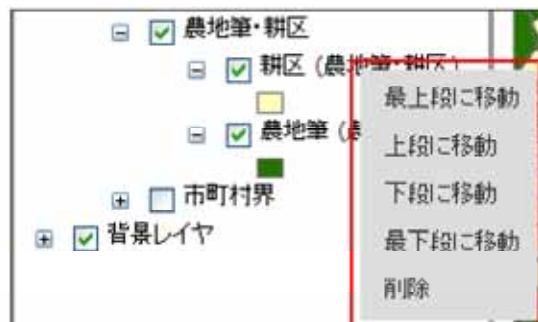 農地筆・耕区
耕区（農地筆・耕区）
農地筆（
市町村界
背景レイヤ
最上段に移動
上段に移動
下段に移動
最下段に移動
削除